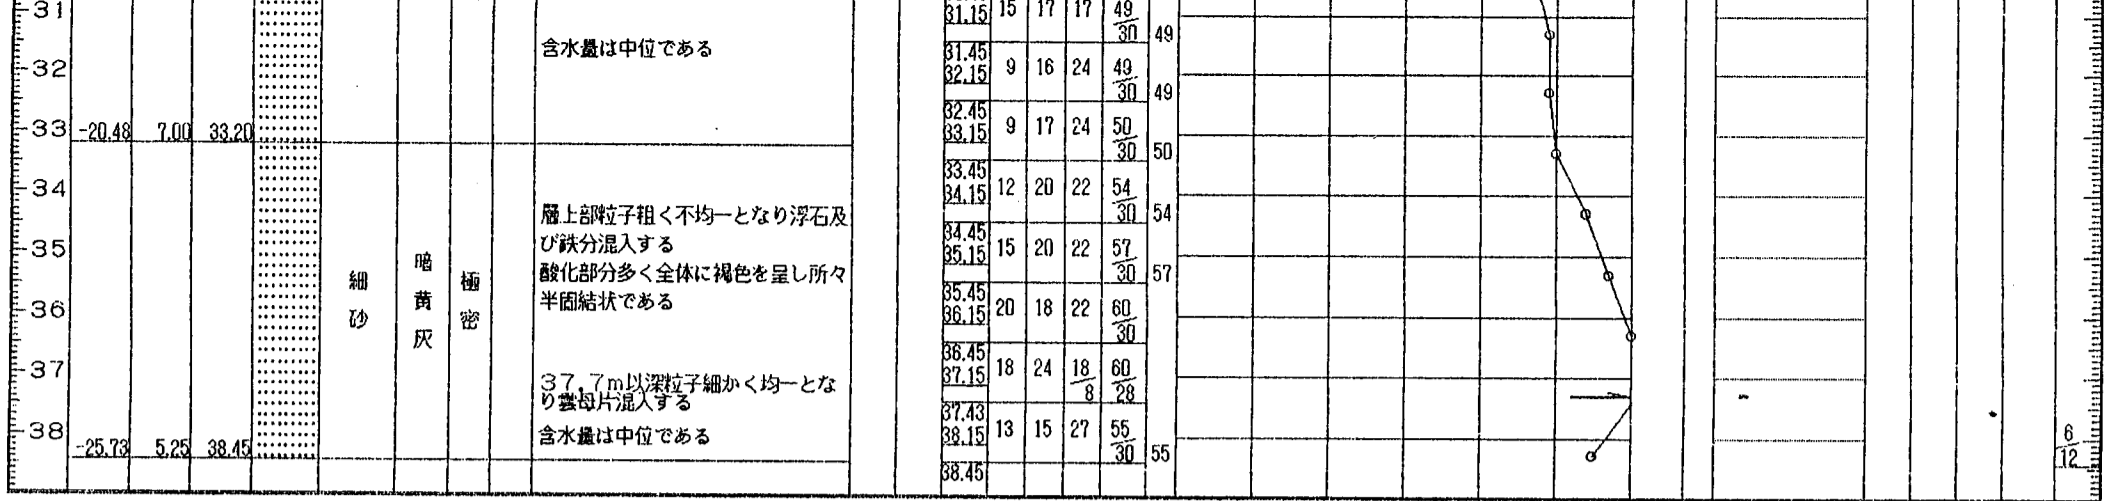 31
31.15 15 17 17 49/30 49
含水量は中位である
31.45
32
32.15 9 16 24 49/30 49
32.45
33 -20.48 7.00 33.20
33.15 9 17 24 50/30 50
33.45
34
34.15 12 20 22 54/30 54
層上部粒子粗く不均一となり浮石及
び鉄分混入する
34.45
35
35.15 15 20 22 57/30 57
酸化部分多く全体に褐色を呈し所々
半固結状である
細砂
暗黄灰
極密
35.45
36
36.15 20 18 22 60/30
36.45
37
37.15 18 24 18/8 60/28
37.7m以深粒子細かく均一とな
り雲母片混入する
37.43
38
38.15 13 15 27 55/30 55
含水量は中位である
-25.73 5.25 38.45
38.45
6/12